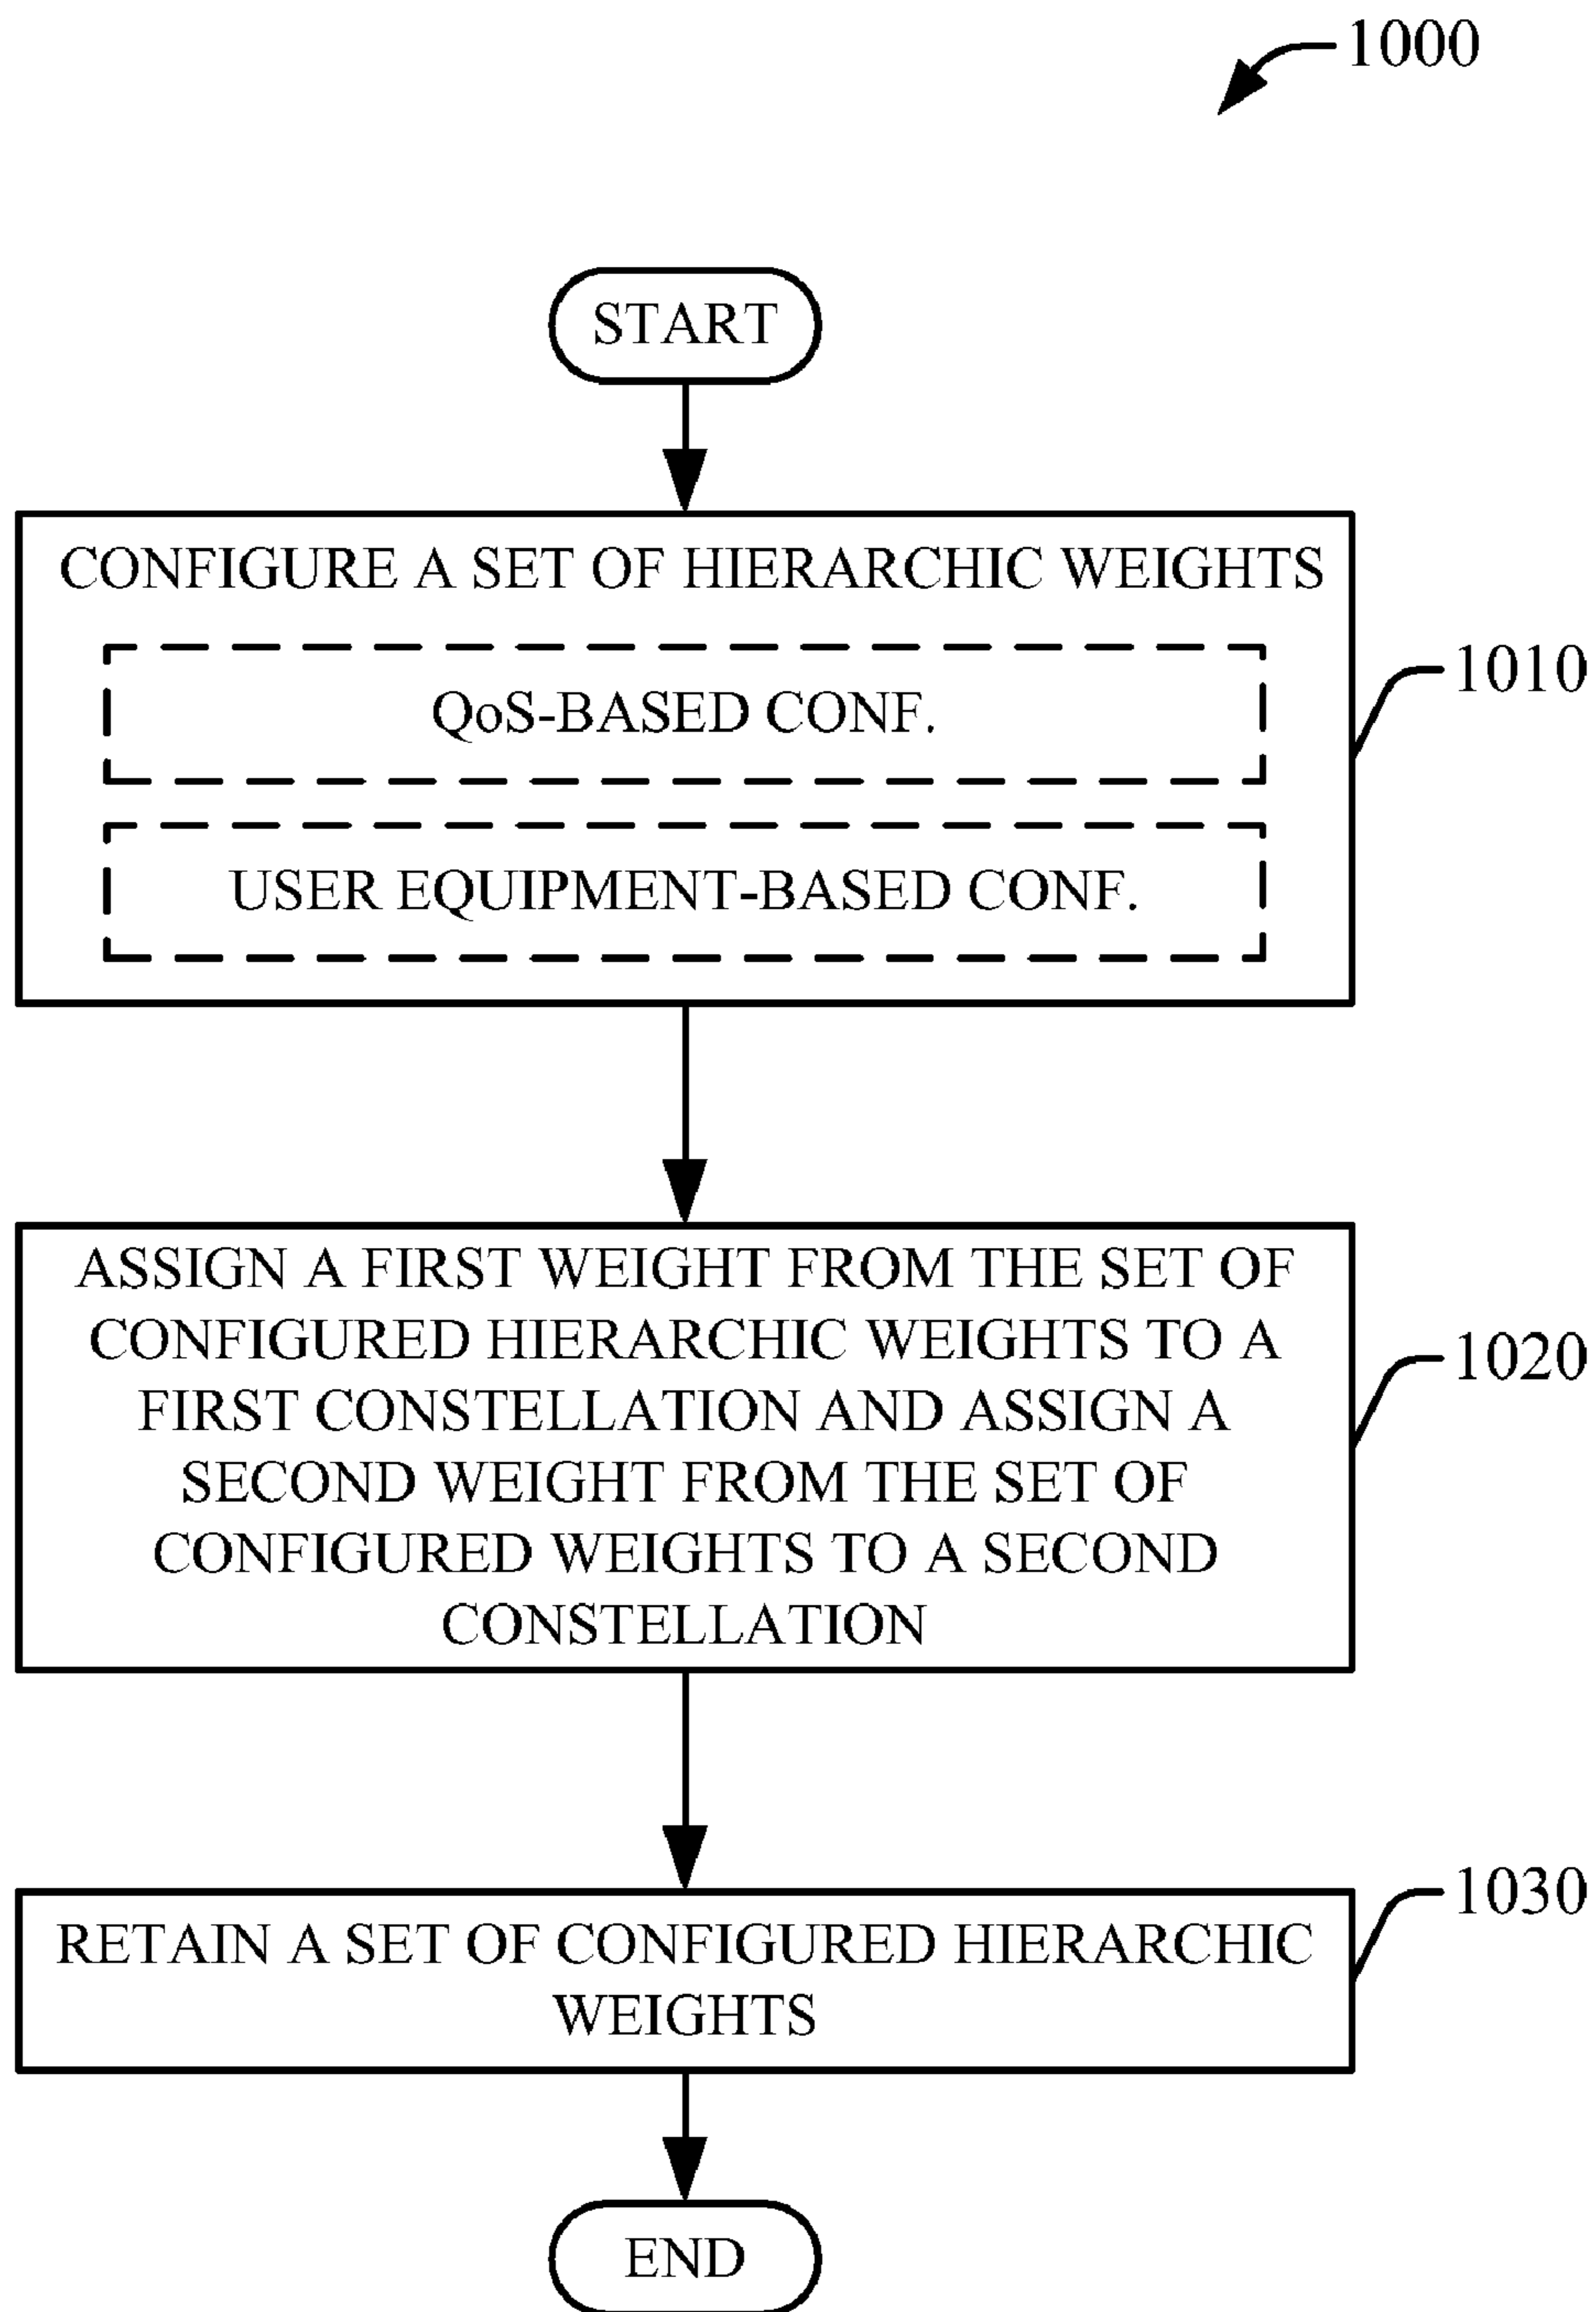 1000
START
CONFIGURE A SET OF HIERARCHIC WEIGHTS
QoS-BASED CONF.
1010
USER EQUIPMENT-BASED CONF.
ASSIGN A FIRST WEIGHT FROM THE SET OF
CONFIGURED HIERARCHIC WEIGHTS TO A
FIRST CONSTELLATION AND ASSIGN A
SECOND WEIGHT FROM THE SET OF
CONFIGURED WEIGHTS TO A SECOND
CONSTELLATION
1020
RETAIN A SET OF CONFIGURED HIERARCHIC
WEIGHTS
1030
END